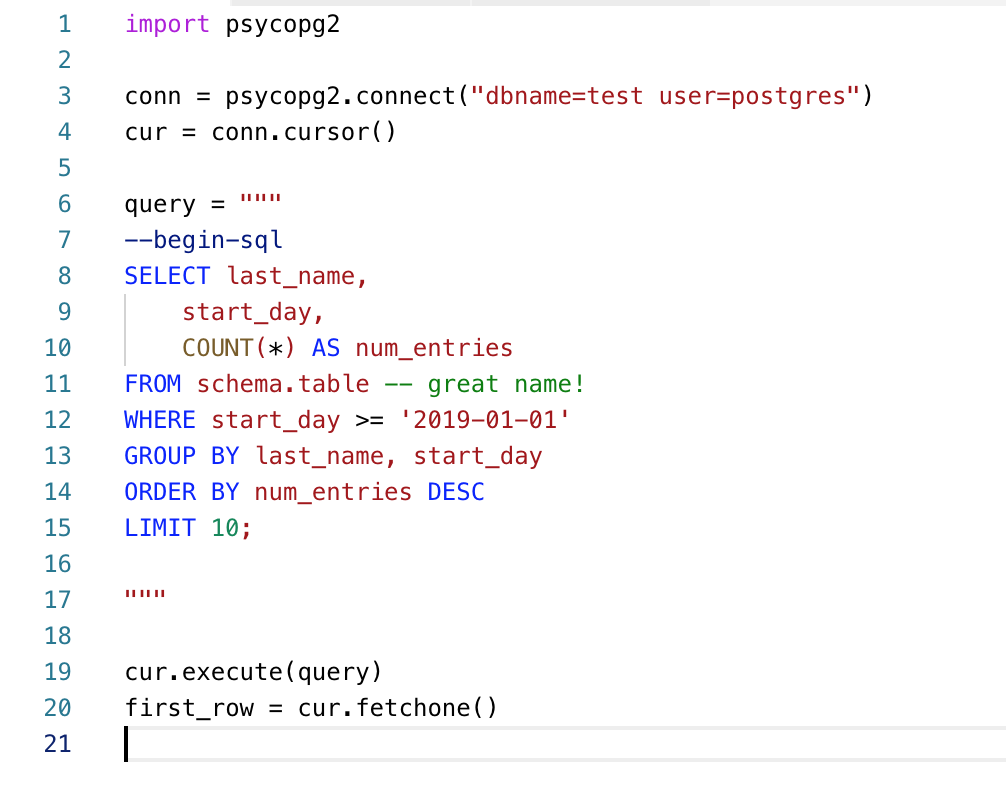 1 import psycopg2
2
3 conn = psycopg2.connect("dbname=test user=postgres")
4 cur = conn.cursor()
5
6 query = """
7 --begin-sql
8 SELECT last_name,
9     start_day,
10     COUNT(*) AS num_entries
11 FROM schema.table -- great name!
12 WHERE start_day >= '2019-01-01'
13 GROUP BY last_name, start_day
14 ORDER BY num_entries DESC
15 LIMIT 10;
16
17 """
18
19 cur.execute(query)
20 first_row = cur.fetchone()
21